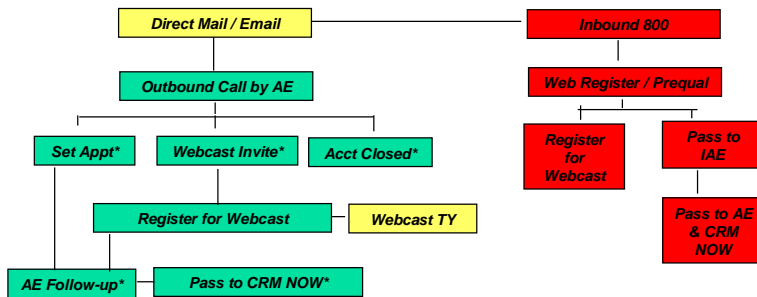 Direct Mail / Email
Inbound 800
Outbound Call by AE
Web Register / Prequal
Set Appt*
Webcast Invite*
Acct Closed*
Register
for
Webcast
Pass to
IAE
Register for Webcast
Webcast TY
Pass to AE
& CRM
NOW
AE Follow-up*
Pass to CRM NOW*